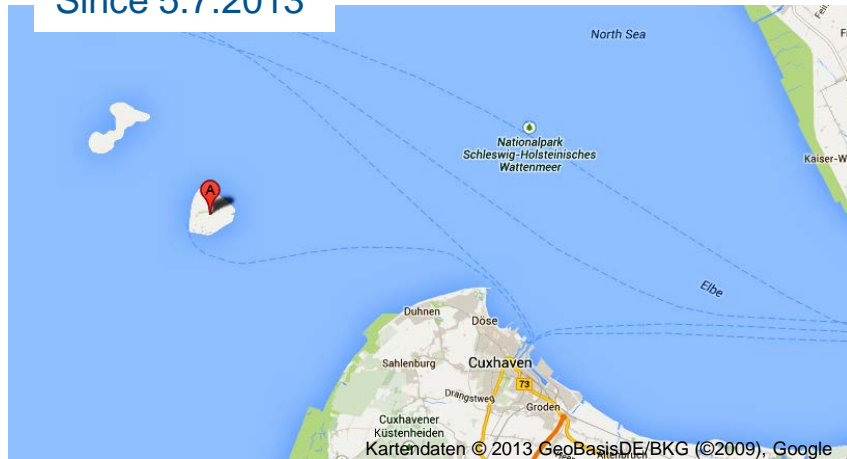 Since 5.7.2013
North Sea
Nationalpark
Schleswig-Holsteinisches
Wattenmeer
Kaiser-W
A
Elbe
Duhnen
Döse
Sahlenburg
Cuxhaven
73
Drangstweg
Groden
Cuxhavener
Küstenheiden
Kartendaten © 2013 GeoBasisDE/BKG (©2009), Google